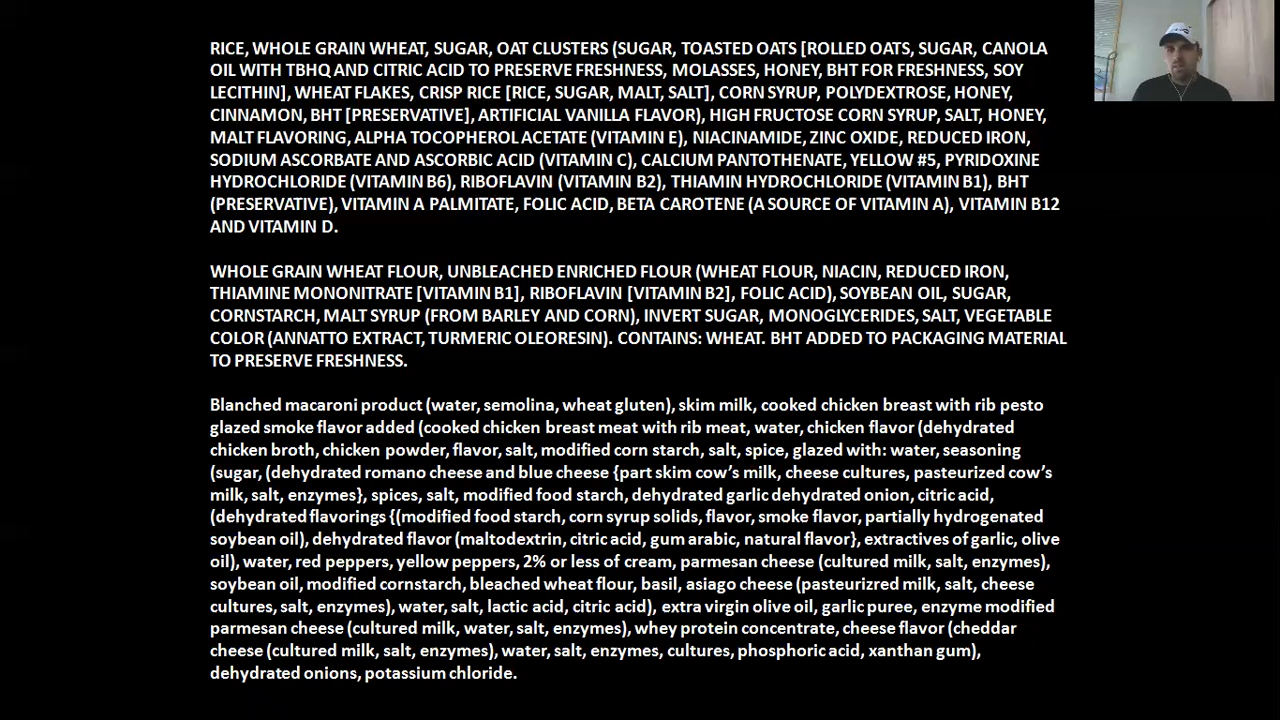 RICE, WHOLE GRAIN WHEAT, SUGAR, OAT CLUSTERS (SUGAR, TOASTED OATS [ROLLED OATS, SUGAR, CANOLA
OIL WITH TBHQ AND CITRIC ACID TO PRESERVE FRESHNESS, MOLASSES, HONEY, BHT FOR FRESHNESS, SOY
LECITHIN], WHEAT FLAKES, CRISP RICE [RICE, SUGAR, MALT, SALT], CORN SYRUP, POLYDEXTROSE, HONEY,
CINNAMON, BHT [PRESERVATIVE], ARTIFICIAL VANILLA FLAVOR), HIGH FRUCTOSE CORN SYRUP, SALT, HONEY,
MALT FLAVORING, ALPHA TOCOPHEROL ACETATE (VITAMIN E), NIACINAMIDE, ZINC OXIDE, REDUCED IRON,
SODIUM ASCORBATE AND ASCORBIC ACID (VITAMIN C), CALCIUM PANTOTHENATE, YELLOW #5, PYRIDOXINE
HYDROCHLORIDE (VITAMIN B6), RIBOFLAVIN (VITAMIN B2), THIAMIN HYDROCHLORIDE (VITAMIN B1), BHT
(PRESERVATIVE), VITAMIN A PALMITATE, FOLIC ACID, BETA CAROTENE (A SOURCE OF VITAMIN A), VITAMIN B12
AND VITAMIN D.
WHOLE GRAIN WHEAT FLOUR, UNBLEACHED ENRICHED FLOUR (WHEAT FLOUR, NIACIN, REDUCED IRON,
THIAMINE MONONITRATE [VITAMIN B1], RIBOFLAVIN [VITAMIN B2], FOLIC ACID), SOYBEAN OIL, SUGAR,
CORNSTARCH, MALT SYRUP (FROM BARLEY AND CORN), INVERT SUGAR, MONOGLYCERIDES, SALT, VEGETABLE
COLOR (ANNATTO EXTRACT, TURMERIC OLEORESIN). CONTAINS: WHEAT. BHT ADDED TO PACKAGING MATERIAL
TO PRESERVE FRESHNESS.
Blanched macaroni product (water, semolina, wheat gluten), skim milk, cooked chicken breast with rib pesto
glazed smoke flavor added (cooked chicken breast meat with rib meat, water, chicken flavor (dehydrated
chicken broth, chicken powder, flavor, salt, modified corn starch, salt, spice, glazed with: water, seasoning
(sugar, (dehydrated romano cheese and blue cheese {part skim cow’s milk, cheese cultures, pasteurized cow’s
milk, salt, enzymes}, spices, salt, modified food starch, dehydrated garlic dehydrated onion, citric acid,
(dehydrated flavorings {(modified food starch, corn syrup solids, flavor, smoke flavor, partially hydrogenated
soybean oil), dehydrated flavor (maltodextrin, citric acid, gum arabic, natural flavor}, extractives of garlic, olive
oil), water, red peppers, yellow peppers, 2% or less of cream, parmesan cheese (cultured milk, salt, enzymes),
soybean oil, modified cornstarch, bleached wheat flour, basil, asiago cheese (pasteurizred milk, salt, cheese
cultures, salt, enzymes), water, salt, lactic acid, citric acid), extra virgin olive oil, garlic puree, enzyme modified
parmesan cheese (cultured milk, water, salt, enzymes), whey protein concentrate, cheese flavor (cheddar
cheese (cultured milk, salt, enzymes), water, salt, enzymes, cultures, phosphoric acid, xanthan gum),
dehydrated onions, potassium chloride.